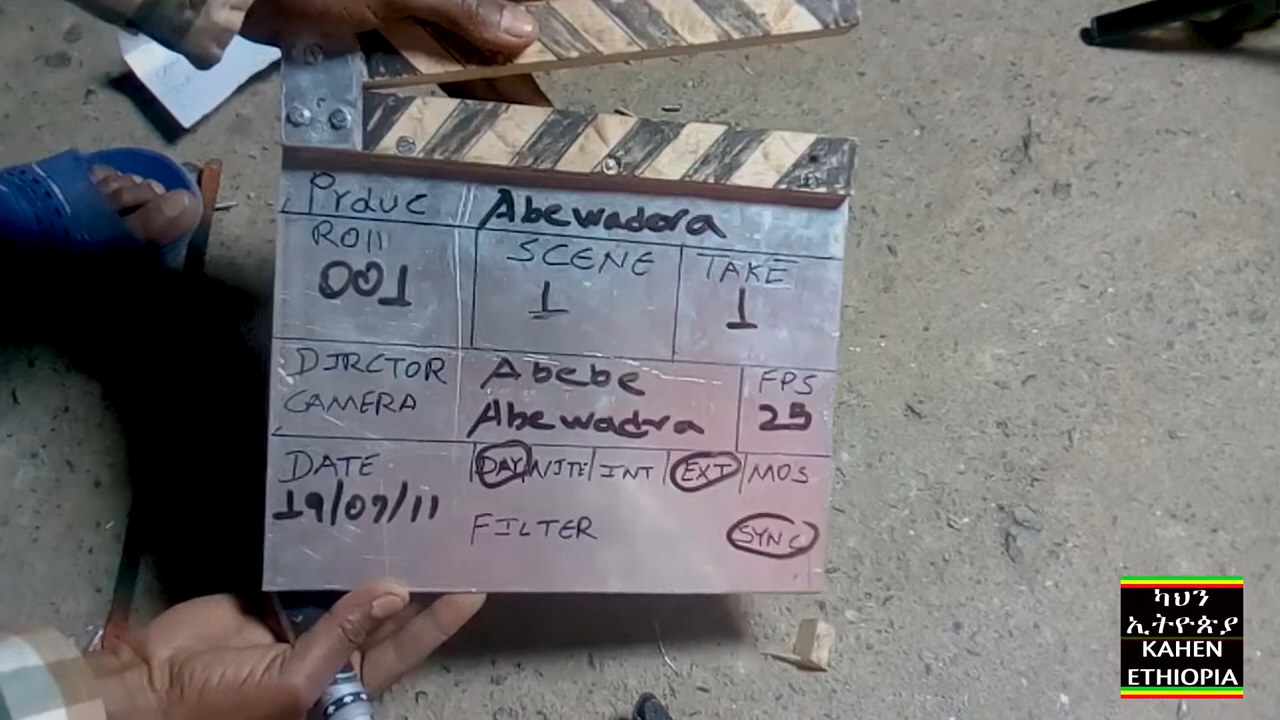 Prduc Abewadora
ROll SCENE TAKE
001 1 1
DIRCTOR Abebe FPS
CAMERA Abewadra 25
DATE DAY NITE INT EXT MOS
19/07/11
FILTER SYNC
ካህን
ኢትዮጵያ
KAHEN
ETHIOPIA